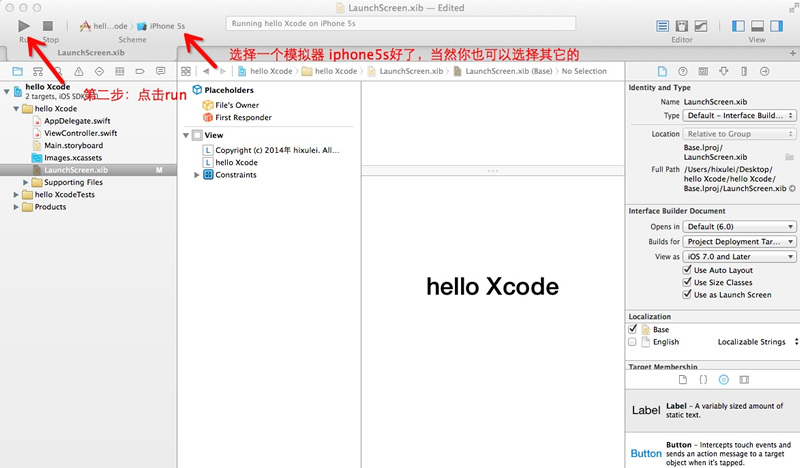 LaunchScreen.xib — Edited
hell...ode iPhone 5s
Running hello Xcode on iPhone 5s
Stop
Scheme
Editor
View
LaunchScreen.xib
选择一个模拟器 iphone5s好了，当然你也可以选择其它的
第二步：点击run
hello Xcode
2 targets, iOS SDK
hello Xcode
AppDelegate.swift
ViewController.swift
Main.storyboard
Images.xcassets
LaunchScreen.xib M
Supporting Files
hello XcodeTests
Products
hello Xcode hello Xcode LaunchScreen.xib LaunchScreen.xib (Base) No Selection
Placeholders
File's Owner
First Responder
View
L Copyright (c) 2014年 hixulei. All...
L hello Xcode
Constraints
hello Xcode
Identity and Type
Name LaunchScreen.xib
Type Default – Interface Build...
Location Relative to Group
Base.lproj/
LaunchScreen.xib
Full Path /Users/hixulei/Desktop/
hello Xcode/hello Xcode/
Base.lproj/LaunchScreen.xib
Interface Builder Document
Opens in Default (6.0)
Builds for Project Deployment Tar...
View as iOS 7.0 and Later
Use Auto Layout
Use Size Classes
Use as Launch Screen
Localization
Base
English Localizable Strings
Target Membership
Label Label – A variably sized amount of
static text.
Button Button – Intercepts touch events and
sends an action message to a target
object when it's tapped.